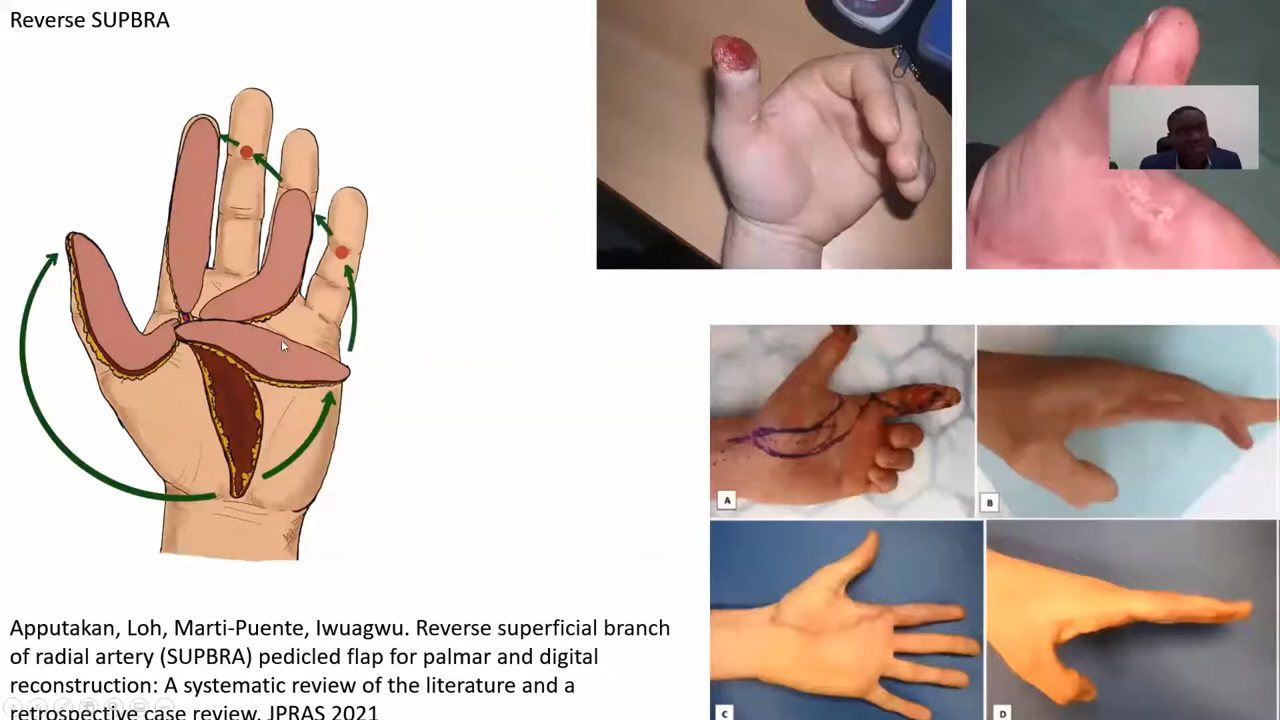 Reverse SUPBRA
A
B
C
D
Apputakan, Loh, Marti-Puente, Iwuagwu. Reverse superficial branch
of radial artery (SUPBRA) pedicled flap for palmar and digital
reconstruction: A systematic review of the literature and a
retrospective case review. JPRAS 2021